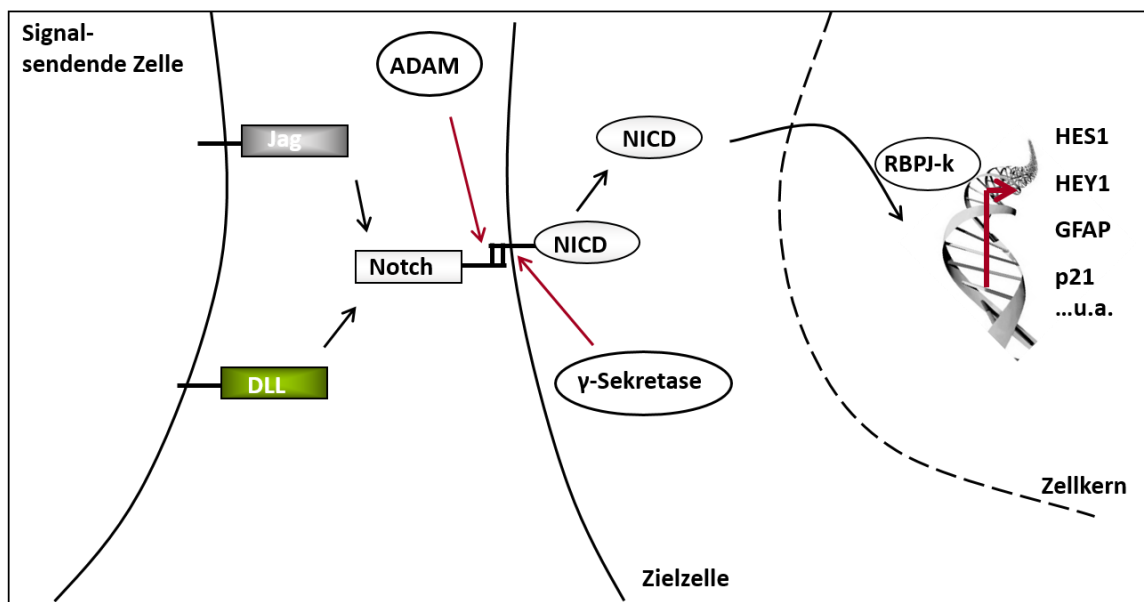 Signal-
sendende Zelle
ADAM
Jag
NICD
RBPJ-k
HES1
HEY1
GFAP
p21
...u.a.
Notch
NICD
DLL
γ-Sekretase
Zellkern
Zielzelle